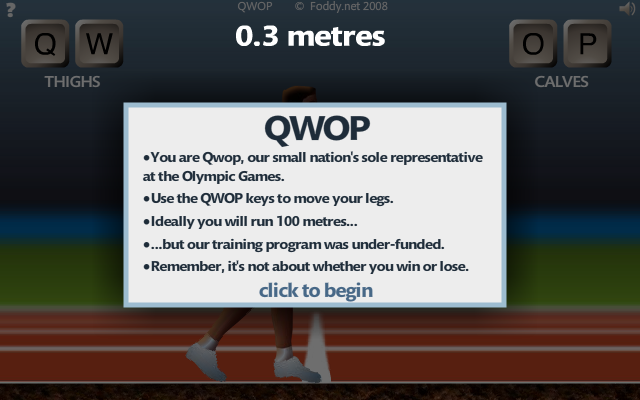 ?
QWOP © Foddy.net 2008
0.3 metres
Q W
O P
THIGHS
CALVES
QWOP
•You are Qwop, our small nation's sole representative
at the Olympic Games.
•Use the QWOP keys to move your legs.
•Ideally you will run 100 metres...
•...but our training program was under-funded.
•Remember, it's not about whether you win or lose.
click to begin